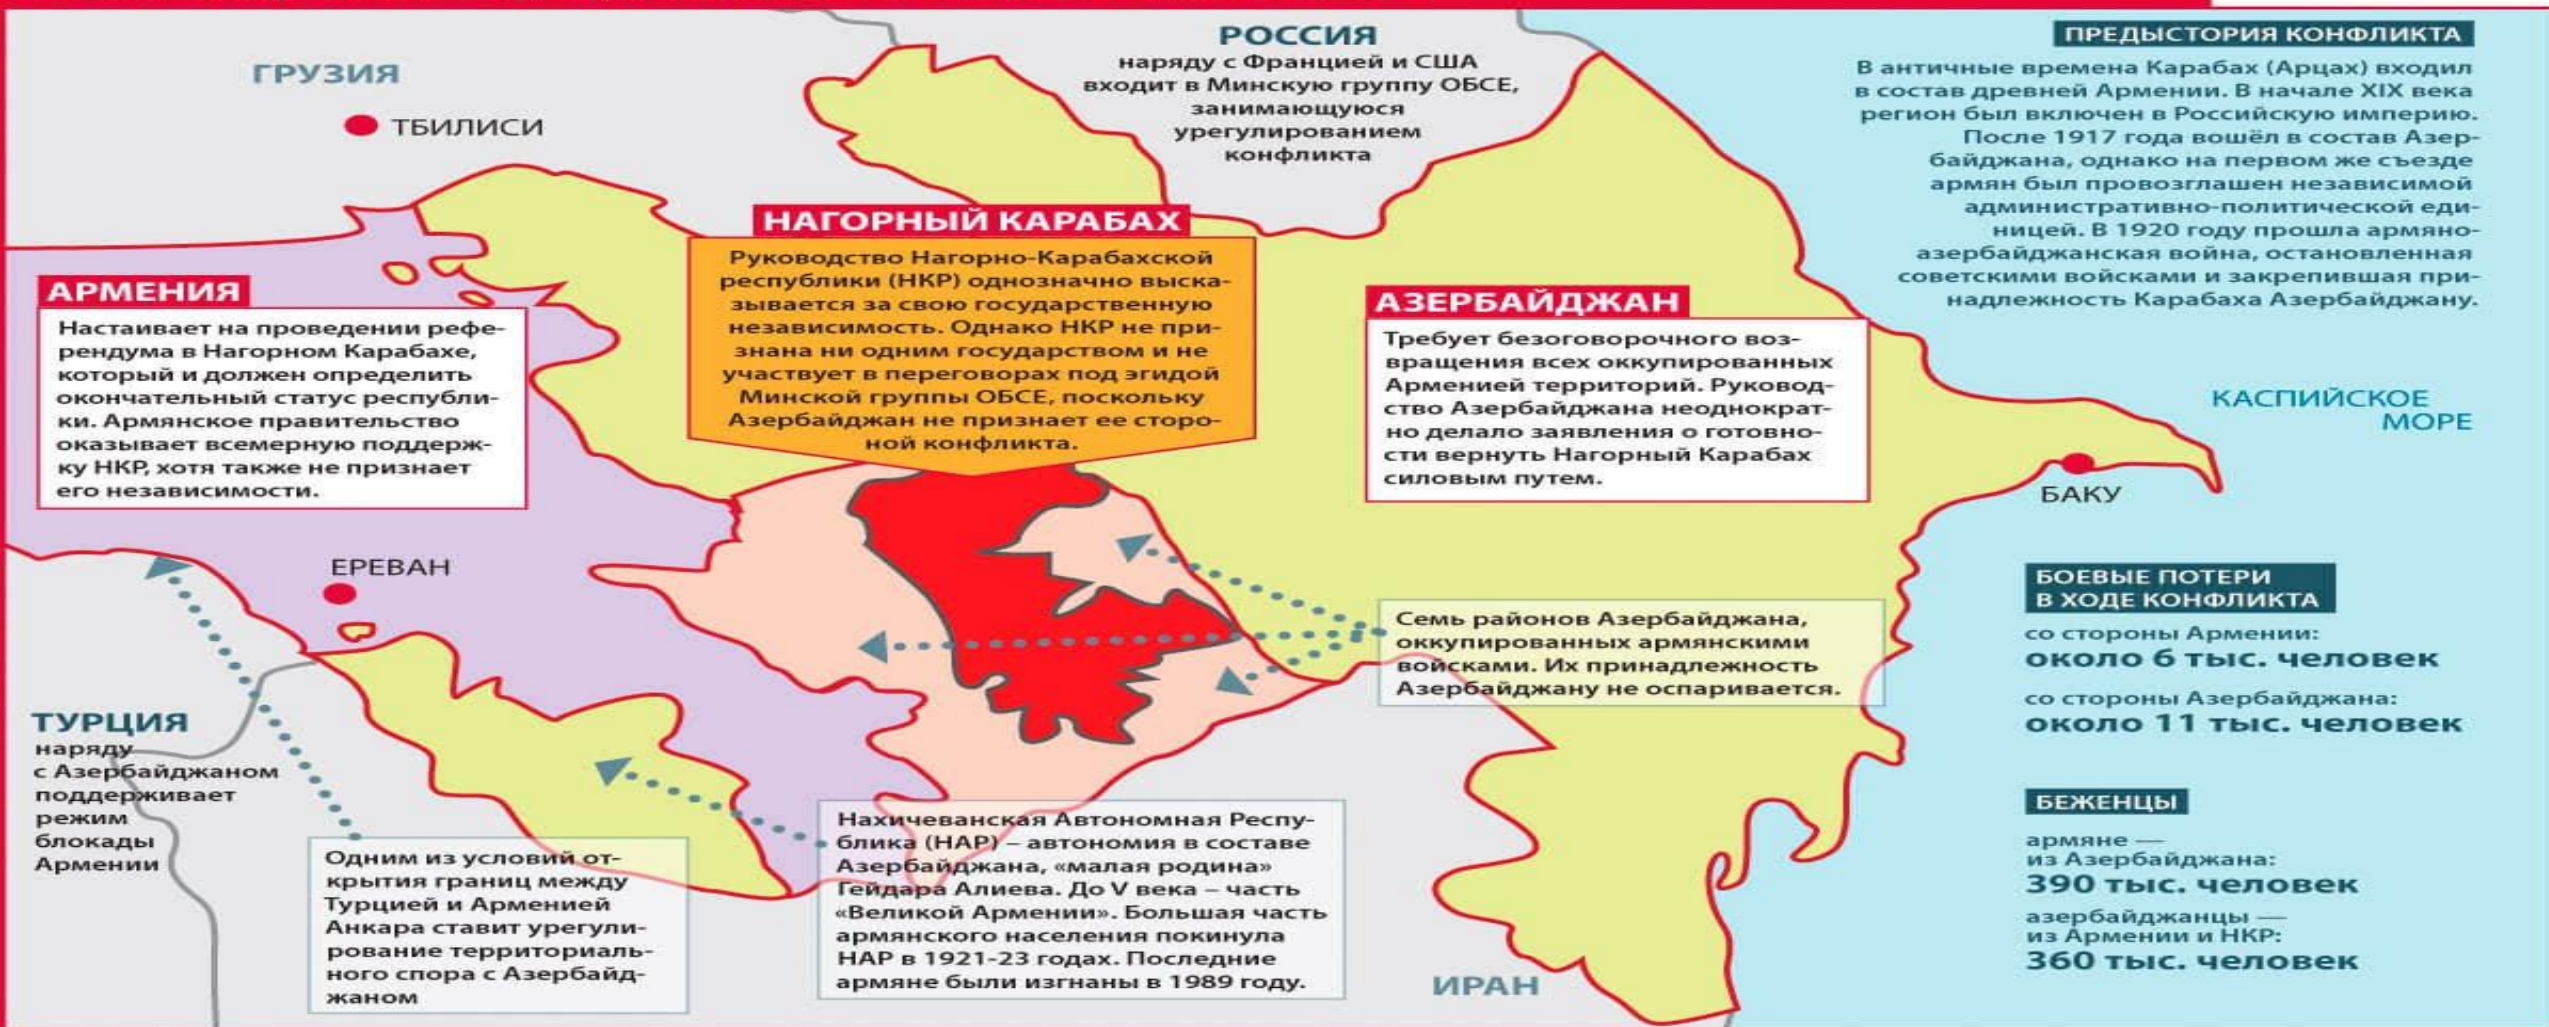 ГРУЗИЯ
ТБИЛИСИ
РОССИЯ
наряду с Францией и США
входит в Минскую группу ОБСЕ,
занимающуюся
урегулированием
конфликта
ПРЕДЫСТОРИЯ КОНФЛИКТА
В античные времена Карабах (Арцах) входил
в состав древней Армении. В начале XIX века
регион был включен в Российскую империю.
После 1917 года вошёл в состав Азер-
байджана, однако на первом же съезде
армян был провозглашен независимой
административно-политической еди-
ницей. В 1920 году прошла армяно-
азербайджанская война, остановленная
советскими войсками и закрепившая при-
надлежность Карабаха Азербайджану.
НАГОРНЫЙ КАРАБАХ
Руководство Нагорно-Карабахской
республики (НКР) однозначно выска-
зывается за свою государственную
независимость. Однако НКР не при-
знана ни одним государством и не
участвует в переговорах под эгидой
Минской группы ОБСЕ, поскольку
Азербайджан не признает ее сторо-
ной конфликта.
АРМЕНИЯ
Настаивает на проведении рефе-
рендума в Нагорном Карабахе,
который и должен определить
окончательный статус республи-
ки. Армянское правительство
оказывает всемерную поддерж-
ку НКР, хотя также не признает
его независимости.
АЗЕРБАЙДЖАН
Требует безоговорочного воз-
вращения всех оккупированных
Арменией территорий. Руковод-
ство Азербайджана неоднократ-
но делало заявления о готовно-
сти вернуть Нагорный Карабах
силовым путем.
КАСПИЙСКОЕ
МОРЕ
БАКУ
ЕРЕВАН
Семь районов Азербайджана,
оккупированных армянскими
войсками. Их принадлежность
Азербайджану не оспаривается.
БОЕВЫЕ ПОТЕРИ
В ХОДЕ КОНФЛИКТА
со стороны Армении:
около 6 тыс. человек
со стороны Азербайджана:
около 11 тыс. человек
ТУРЦИЯ
наряду
с Азербайджаном
поддерживает
режим
блокады
Армении
Одним из условий от-
крытия границ между
Турцией и Арменией
Анкара ставит урегули-
рование территориаль-
ного спора с Азербайд-
жаном
Нахичеванская Автономная Респу-
блика (НАР) – автономия в составе
Азербайджана, «малая родина»
Гейдара Алиева. До V века – часть
«Великой Армении». Большая часть
армянского населения покинула
НАР в 1921-23 годах. Последние
армяне были изгнаны в 1989 году.
ИРАН
БЕЖЕНЦЫ
армяне —
из Азербайджана:
390 тыс. человек
азербайджанцы —
из Армении и НКР:
360 тыс. человек